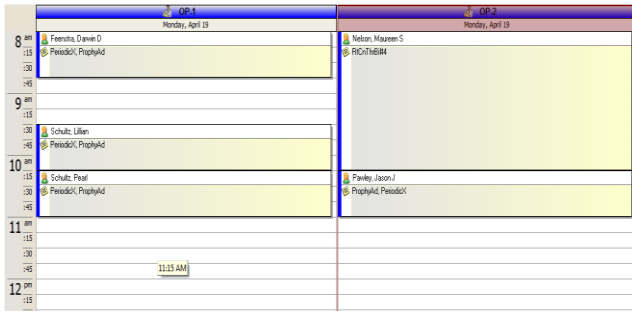 OP-1
OP-2
Monday, April 19
Monday, April 19
8 am
Feenstra, Darwin D
Nelson, Maureen S
:15
PeriodicX, ProphyAd
RtCnThrBi#4
:30
:45
9 am
:15
:30
Schultz, Lillian
:45
PeriodicX, ProphyAd
10 am
:15
Schultz, Pearl
Pawley, Jason J
:30
PeriodicX, ProphyAd
ProphyAd, PeriodicX
:45
11 am
:15
:30
:45
11:15 AM
12 pm
:15